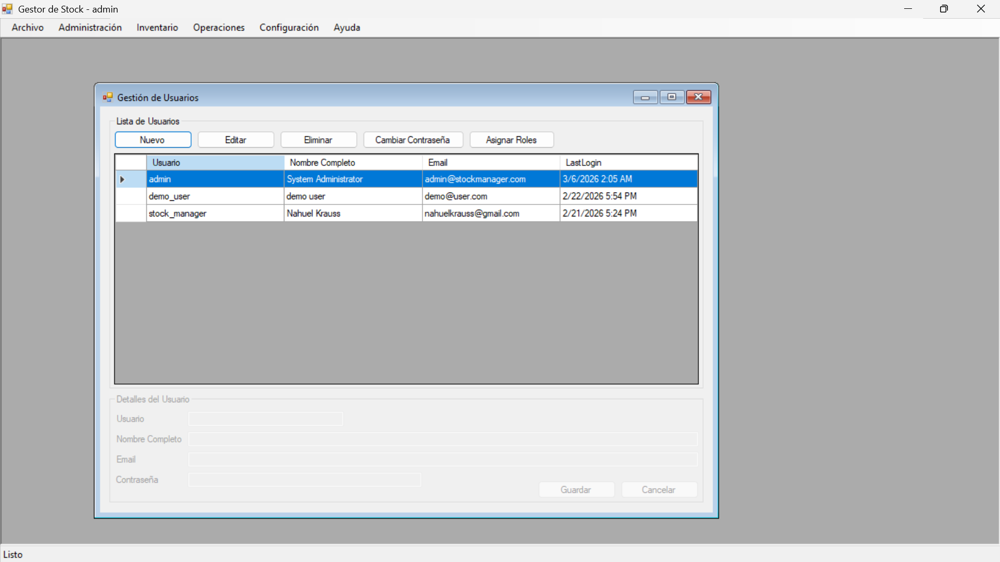 Gestor de Stock - admin
Archivo Administración Inventario Operaciones Configuración Ayuda
Gestión de Usuarios
Lista de Usuarios
Nuevo Editar Eliminar Cambiar Contraseña Asignar Roles
Usuario Nombre Completo Email LastLogin
admin System Administrator admin@stockmanager.com 3/6/2026 2:05 AM
demo_user demo user demo@user.com 2/22/2026 5:54 PM
stock_manager Nahuel Krauss nahuelkrauss@gmail.com 2/21/2026 5:24 PM
Detalles del Usuario
Usuario
Nombre Completo
Email
Contraseña
Guardar Cancelar
Listo